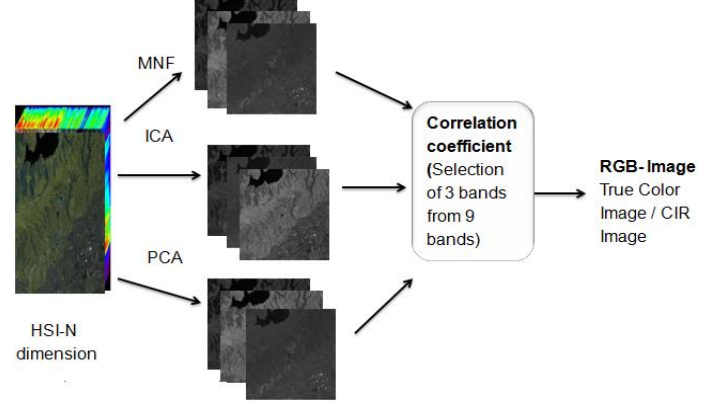 MNF
ICA
PCA
HSI-N
dimension
Correlation
coefficient
(Selection
of 3 bands
from 9
bands)
RGB-Image
True Color
Image / CIR
Image